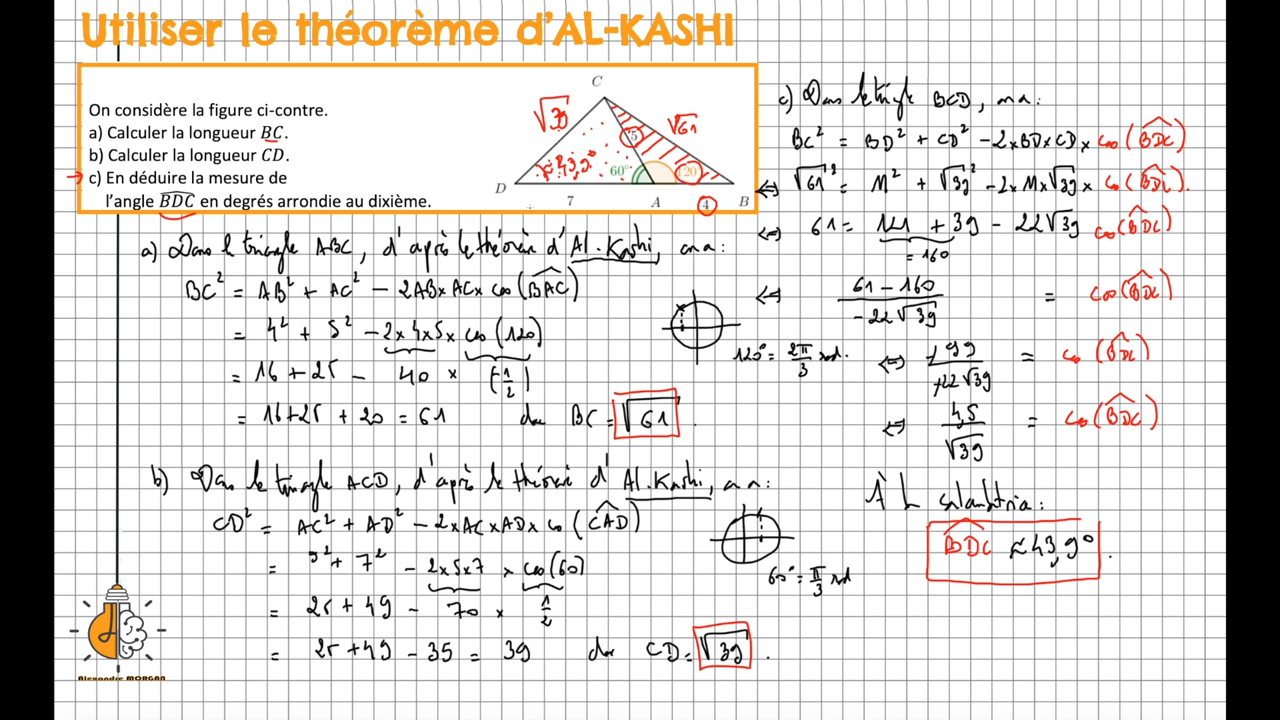 Utiliser le théorème d'AL-KASHI
On considère la figure ci-contre.
a) Calculer la longueur BC.
b) Calculer la longueur CD.
c) En déduire la mesure de
l'angle BDC en degrés arrondie au dixième.
C
√39
√61
5
≈43,9°
60°
120
D
7
A
4
B
a) Dans le triangle ABC, d'après le théorème d'Al-Kashi, on a :
BC² = AB² + AC² - 2AB×AC×cos(BAC)
= 4² + 5² - 2×4×5×cos(120)
= 16 + 25 - 40 × (-1/2)
= 16+25 + 20 = 61 donc BC = √61
120° = 2π/3 rad.
b) Dans le triangle ACD, d'après le théorème d'Al-Kashi, on a :
CD² = AC² + AD² - 2×AC×AD×cos(CAD)
= 5² + 7² - 2×5×7 × cos(60)
= 25 + 49 - 70 × 1/2
= 25 + 49 - 35 = 39 donc CD = √39.
60° = π/3 rad
c) Dans le triangle BCD, on a :
BC² = BD² + CD² - 2×BD×CD×cos(BDC)
⇔ √61² = 11² + √39² - 2×11×√39×cos(BDC).
⇔ 61 = 121 + 39 - 22√39 cos(BDC)
= 160
⇔ (61 - 160)/(-22√39) = cos(BDC)
⇔ -99/-22√39 = cos(BDC)
⇔ 4,5/√39 = cos(BDC)
À la calculatrice :
BDC ≈ 43,9°.
Alexandre MORGAN